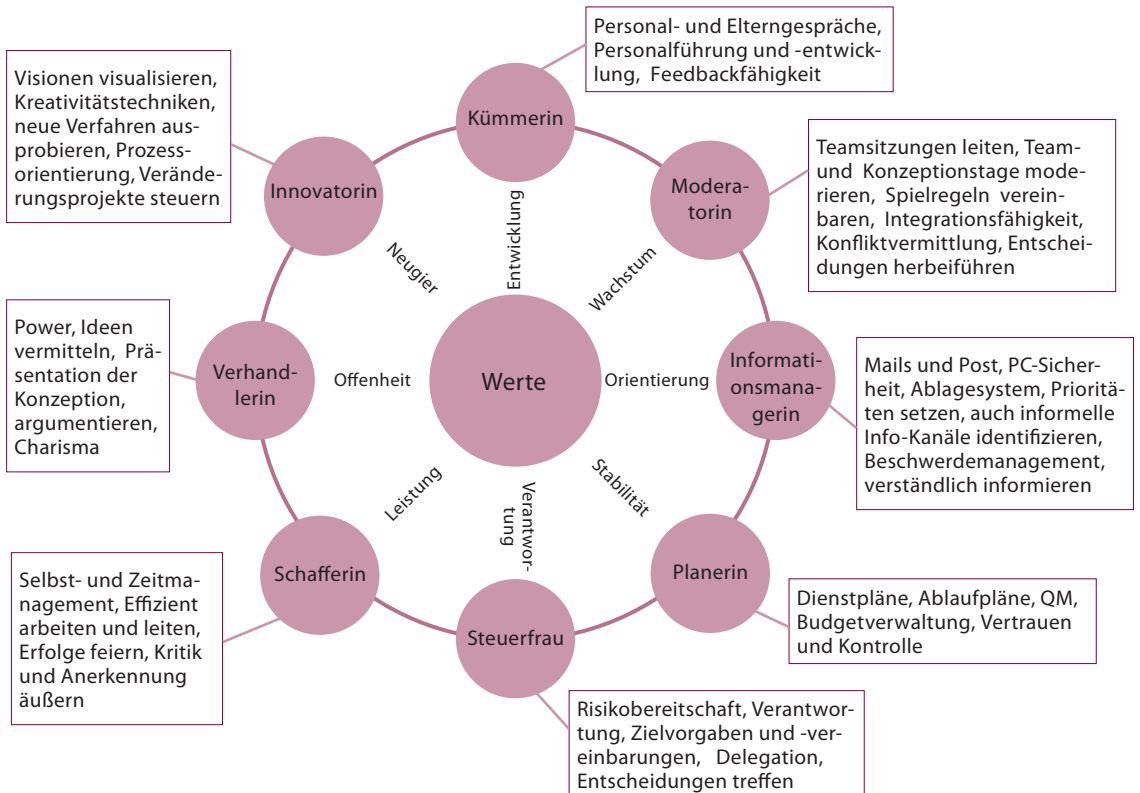 Personal- und Elterngespräche,
Personalführung und -entwick-
lung, Feedbackfähigkeit
Kümmerin
Entwicklung
Teamsitzungen leiten, Team-
und Konzeptionstage mode-
rieren, Spielregeln verein-
baren, Integrationsfähigkeit,
Konfliktvermittlung, Entschei-
dungen herbeiführen
Modera-
torin
Wachstum
Mails und Post, PC-Sicher-
heit, Ablagesystem, Prioritä-
ten setzen, auch informelle
Info-Kanäle identifizieren,
Beschwerdemanagement,
verständlich informieren
Informati-
onsmana-
gerin
Orientierung
Dienstpläne, Ablaufpläne, QM,
Budgetverwaltung, Vertrauen
und Kontrolle
Planerin
Stabilität
Risikobereitschaft, Verantwor-
tung, Zielvorgaben und -ver-
einbarungen, Delegation,
Entscheidungen treffen
Steuerfrau
Verantwor-
tung
Selbst- und Zeitma-
nagement, Effizient
arbeiten und leiten,
Erfolge feiern, Kritik
und Anerkennung
äußern
Schafferin
Leistung
Power, Ideen
vermitteln, Prä-
sentation der
Konzeption,
argumentieren,
Charisma
Verhand-
lerin
Offenheit
Visionen visualisieren,
Kreativitätstechniken,
neue Verfahren aus-
probieren, Prozess-
orientierung, Verände-
rungsprojekte steuern
Innovatorin
Neugier
Werte